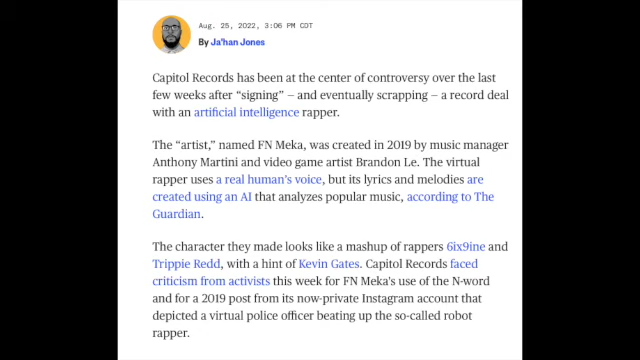 Aug. 25, 2022, 3:06 PM CDT
By Ja'han Jones
Capitol Records has been at the center of controversy over the last
few weeks after “signing” — and eventually scrapping — a record deal
with an artificial intelligence rapper.
The “artist,” named FN Meka, was created in 2019 by music manager
Anthony Martini and video game artist Brandon Le. The virtual
rapper uses a real human’s voice, but its lyrics and melodies are
created using an AI that analyzes popular music, according to The
Guardian.
The character they made looks like a mashup of rappers 6ix9ine and
Trippie Redd, with a hint of Kevin Gates. Capitol Records faced
criticism from activists this week for FN Meka's use of the N-word
and for a 2019 post from its now-private Instagram account that
depicted a virtual police officer beating up the so-called robot
rapper.